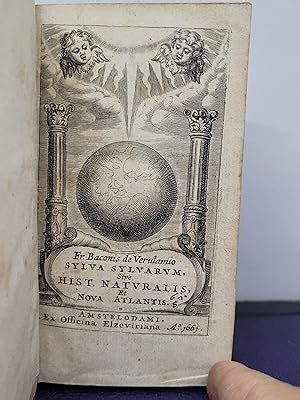 Fr. Baconis de Verulamio
SYLVA SYLVARUM,
Sive
HIST. NATURALIS,
Et
NOVA ATLANTIS.
AMSTELODAMI,
Ex Officina Elzeviriana Aº. 1661.